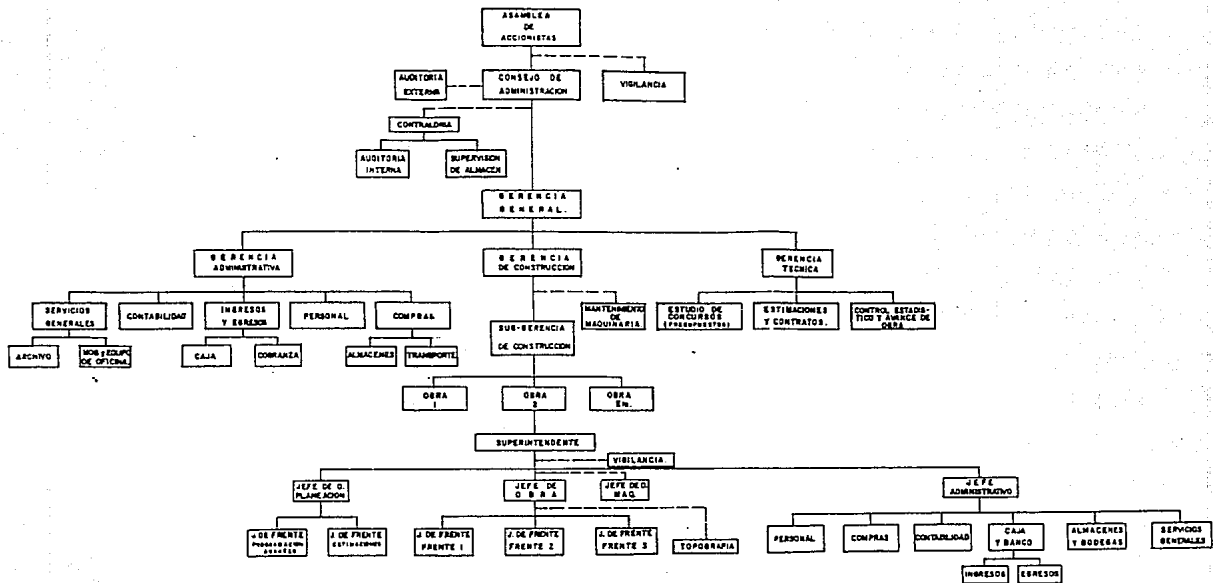 ASAMBLEA
DE
ACCIONISTAS
AUDITORIA
EXTERNA
CONSEJO DE
ADMINISTRACION
VIGILANCIA
CONTRALORIA
AUDITORIA
INTERNA
SUPERVISION
DE ALMACEN
GERENCIA
GENERAL.
GERENCIA
ADMINISTRATIVA
GERENCIA
DE CONSTRUCCION
GERENCIA
TECNICA
SERVICIOS
GENERALES
CONTABILIDAD
INGRESOS
Y EGRESOS
PERSONAL
COMPRAS
MANTENIMIENTO
DE
MAQUINARIA
ESTUDIO DE
CONCURSOS
(PRESUPUESTOS)
ESTIMACIONES
Y CONTRATOS.
CONTROL ESTADIS-
TICO Y AVANCE DE
OBRA
SUB-GERENCIA
DE CONSTRUCCION
ARCHIVO
MOB y EQUIPO
DE OFICINA
CAJA
COBRANZA
ALMACENES
TRANSPORTE
OBRA
1
OBRA
2
OBRA
En.
SUPERINTENDENTE
VIGILANCIA.
JEFE DE O.
PLANEACION
JEFE DE
OBRA
JEFE DE O.
MAQ.
JEFE
ADMINISTRATIVO
J. DE FRENTE
PROGRAMACION
J. DE FRENTE
ESTIMACIONES
J. DE FRENTE
FRENTE 1
J. DE FRENTE
FRENTE 2
J. DE FRENTE
FRENTE 3
TOPOGRAFIA
PERSONAL
COMPRAS
CONTABILIDAD
CAJA
Y BANCO
ALMACENES
Y BODEGAS
SERVICIOS
GENERALES
INGRESOS
EGRESOS